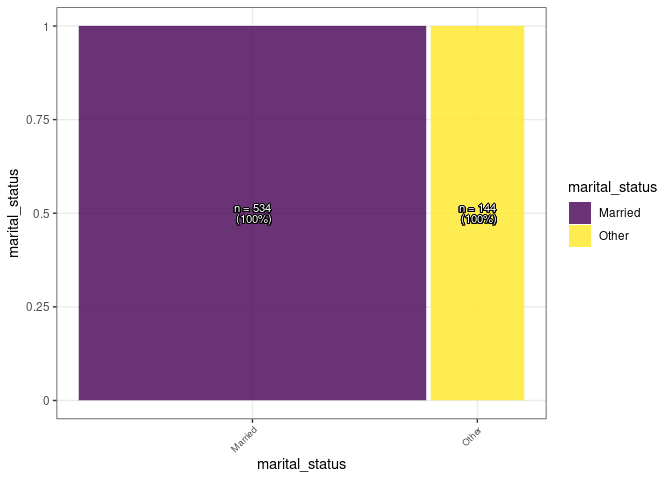 1
0.75
0.5
0.25
0
marital_status
n = 534
(100%)
n = 144
(100%)
Married
Other
marital_status
marital_status
Married
Other